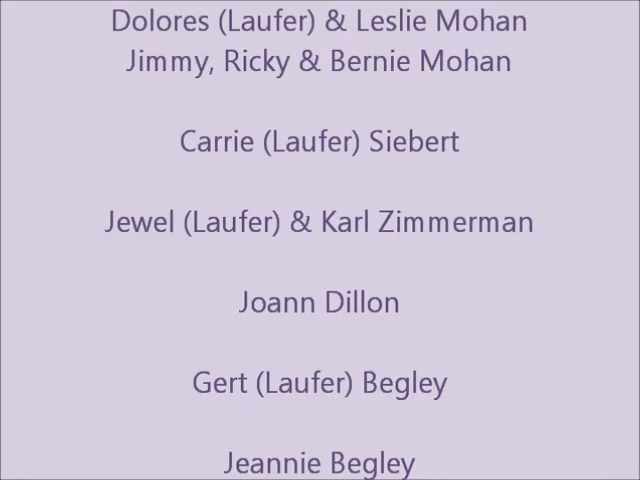 Dolores (Laufer) & Leslie Mohan
Jimmy, Ricky & Bernie Mohan
Carrie (Laufer) Siebert
Jewel (Laufer) & Karl Zimmerman
Joann Dillon
Gert (Laufer) Begley
Jeannie Begley